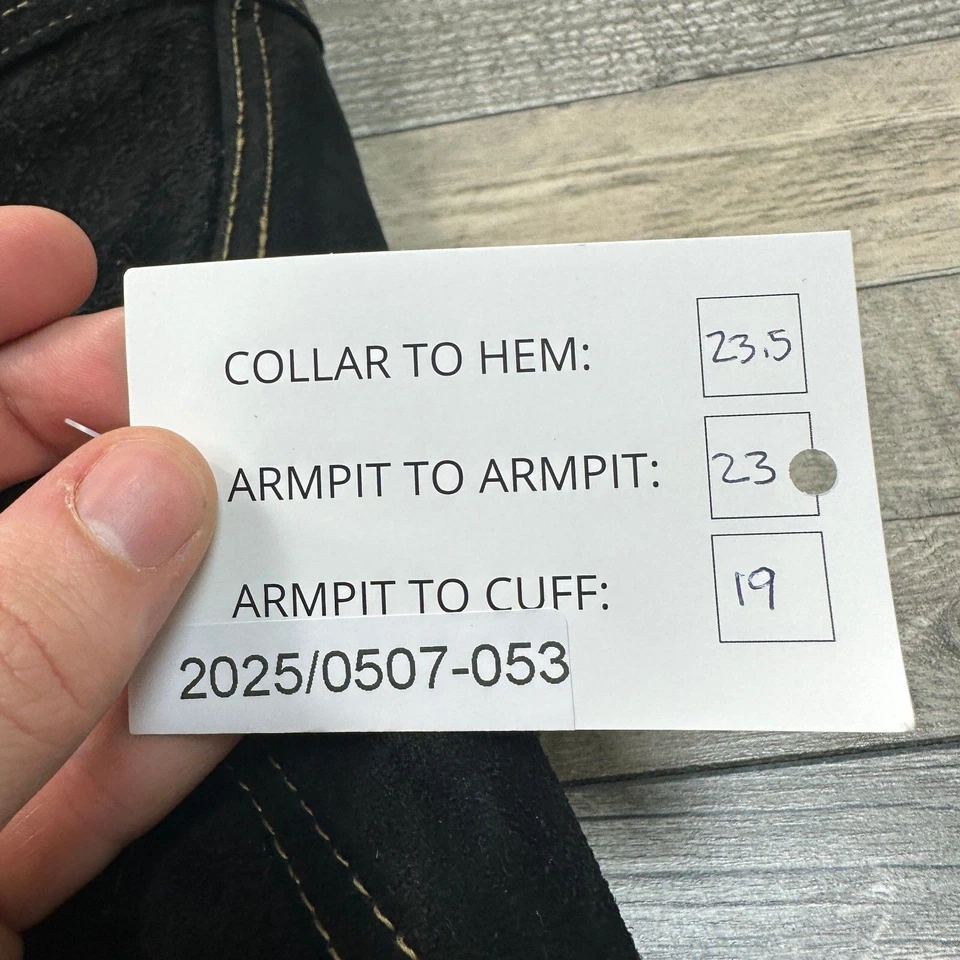 COLLAR TO HEM: 23.5
ARMPIT TO ARMPIT: 23
ARMPIT TO CUFF: 19
2025/0507-053